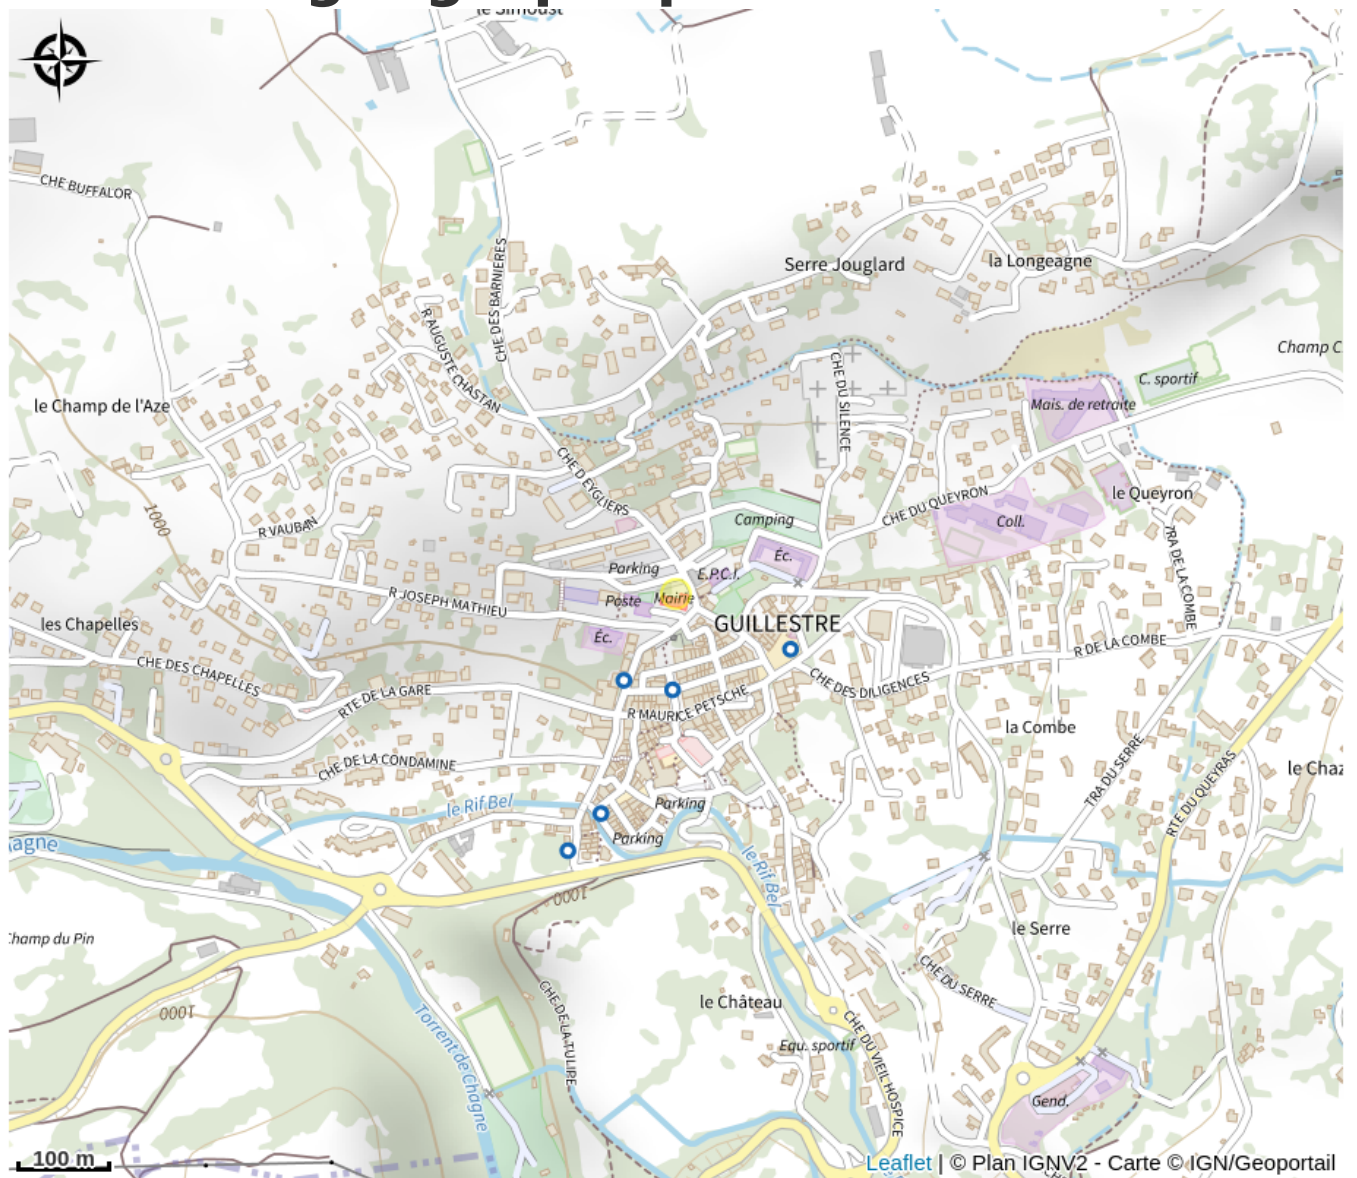 le Simoust
CHE BUFFALOR
CHE DES BARNIERES
Serre Jouglard
la Longeagne
R AUGUSTE CHASTAN
CHE DU SILENCE
Champ C
C. sportif
Mais. de retraite
le Champ de l'Aze
CHE D EYGLIERS
le Queyron
CHE DU QUEYRON
1000
R VAUBAN
Camping
Coll.
TRA DE LA COMBE
Éc.
Parking
E.P.C.I.
R JOSEPH MATHIEU
Poste
Mairie
GUILLESTRE
les Chapelles
Éc.
R DE LA COMBE
CHE DES CHAPELLES
RTE DE LA GARE
CHE DES DILIGENCES
R MAURICE PETSCHE
la Combe
CHE DE LA CONDAMINE
TRA DU SERRE
RTE DU QUEYRAS
le Chaz
le Rif Bel
Parking
Parking
agne
le Rif Bel
1000
Champ du Pin
le Serre
CHE DU SERRE
CHE DE LA TULIPE
le Château
1000
Torrent de Chagne
CHE DU VIEIL HOSPICE
Equ. sportif
Gend.
100 m
Leaflet | © Plan IGNV2 - Carte © IGN/Geoportail